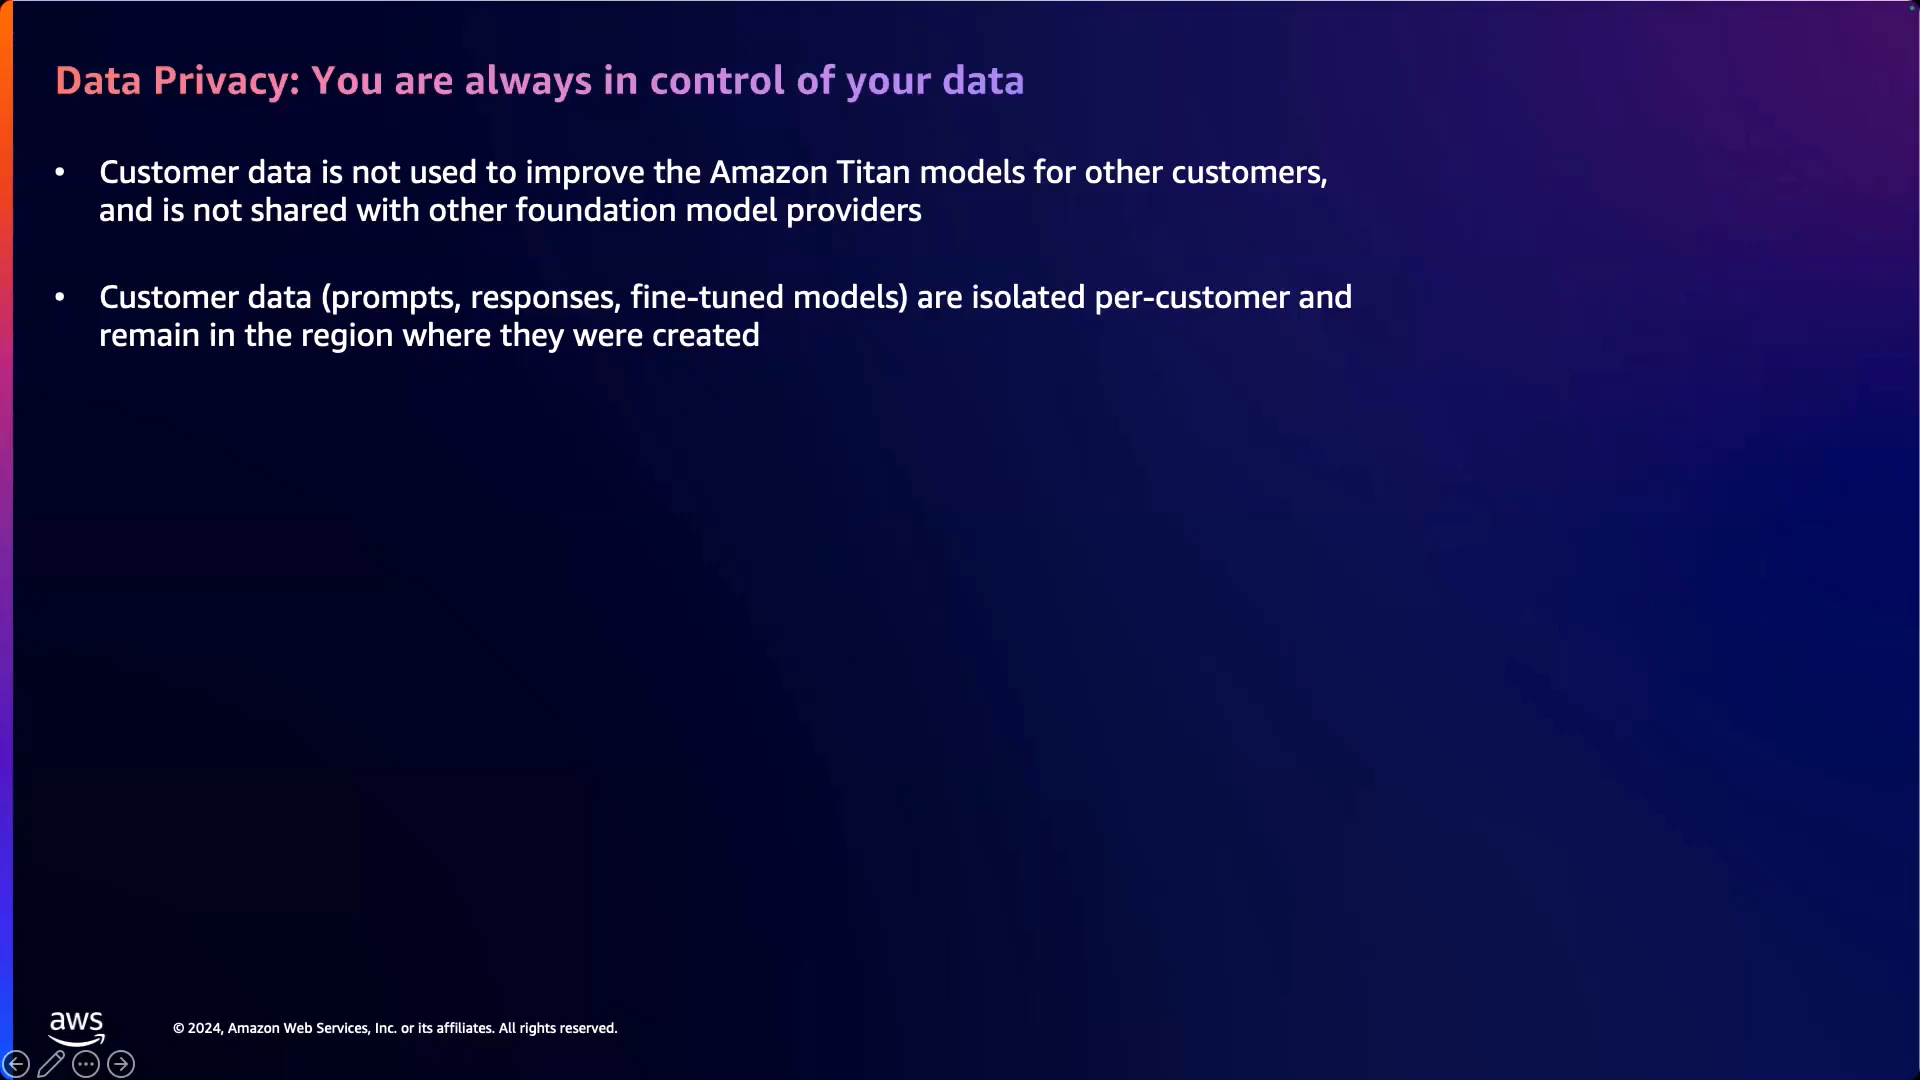 Data Privacy: You are always in control of your data
• Customer data is not used to improve the Amazon Titan models for other customers,
and is not shared with other foundation model providers
• Customer data (prompts, responses, fine-tuned models) are isolated per-customer and
remain in the region where they were created
aws
© 2024, Amazon Web Services, Inc. or its affiliates. All rights reserved.